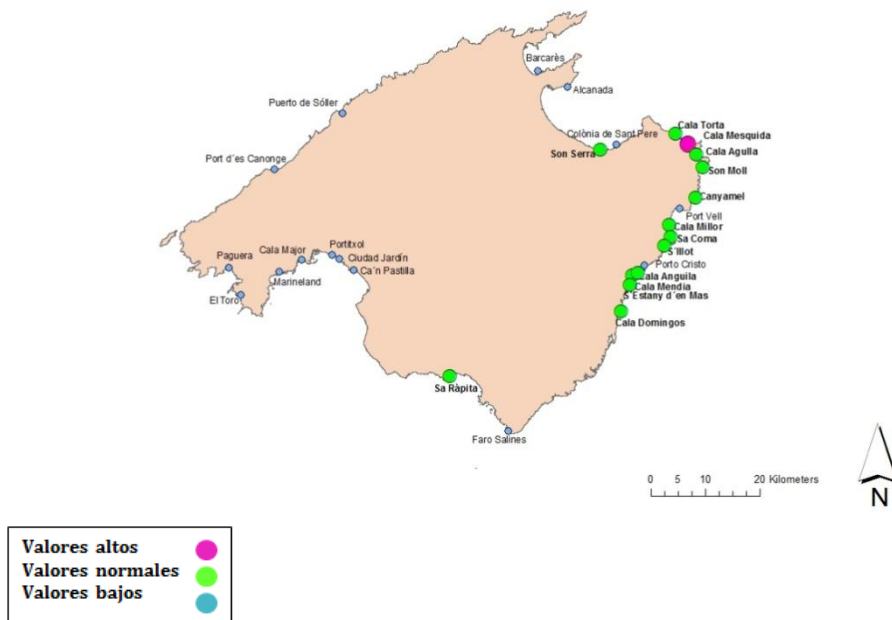 Barcarès
Alcanada
Puerto de Sóller
Cala Torta
Colònia de Sant Pere
Cala Mesquida
Son Serra
Cala Agulla
Port d´es Canonge
Son Moll
Canyamel
Port Vell
Cala Millor
Sa Coma
S'Illot
Portitxol
Cala Major
Ciudad Jardín
Paguera
Porto Cristo
Ca´n Pastilla
Marineland
Cala Anguila
Cala Mendia
El Toro
S´Estany d´en Mas
Cala Domingos
Sa Ràpita
Faro Salines
0 5 10 20 Kilometers
N
Valores altos
Valores normales
Valores bajos